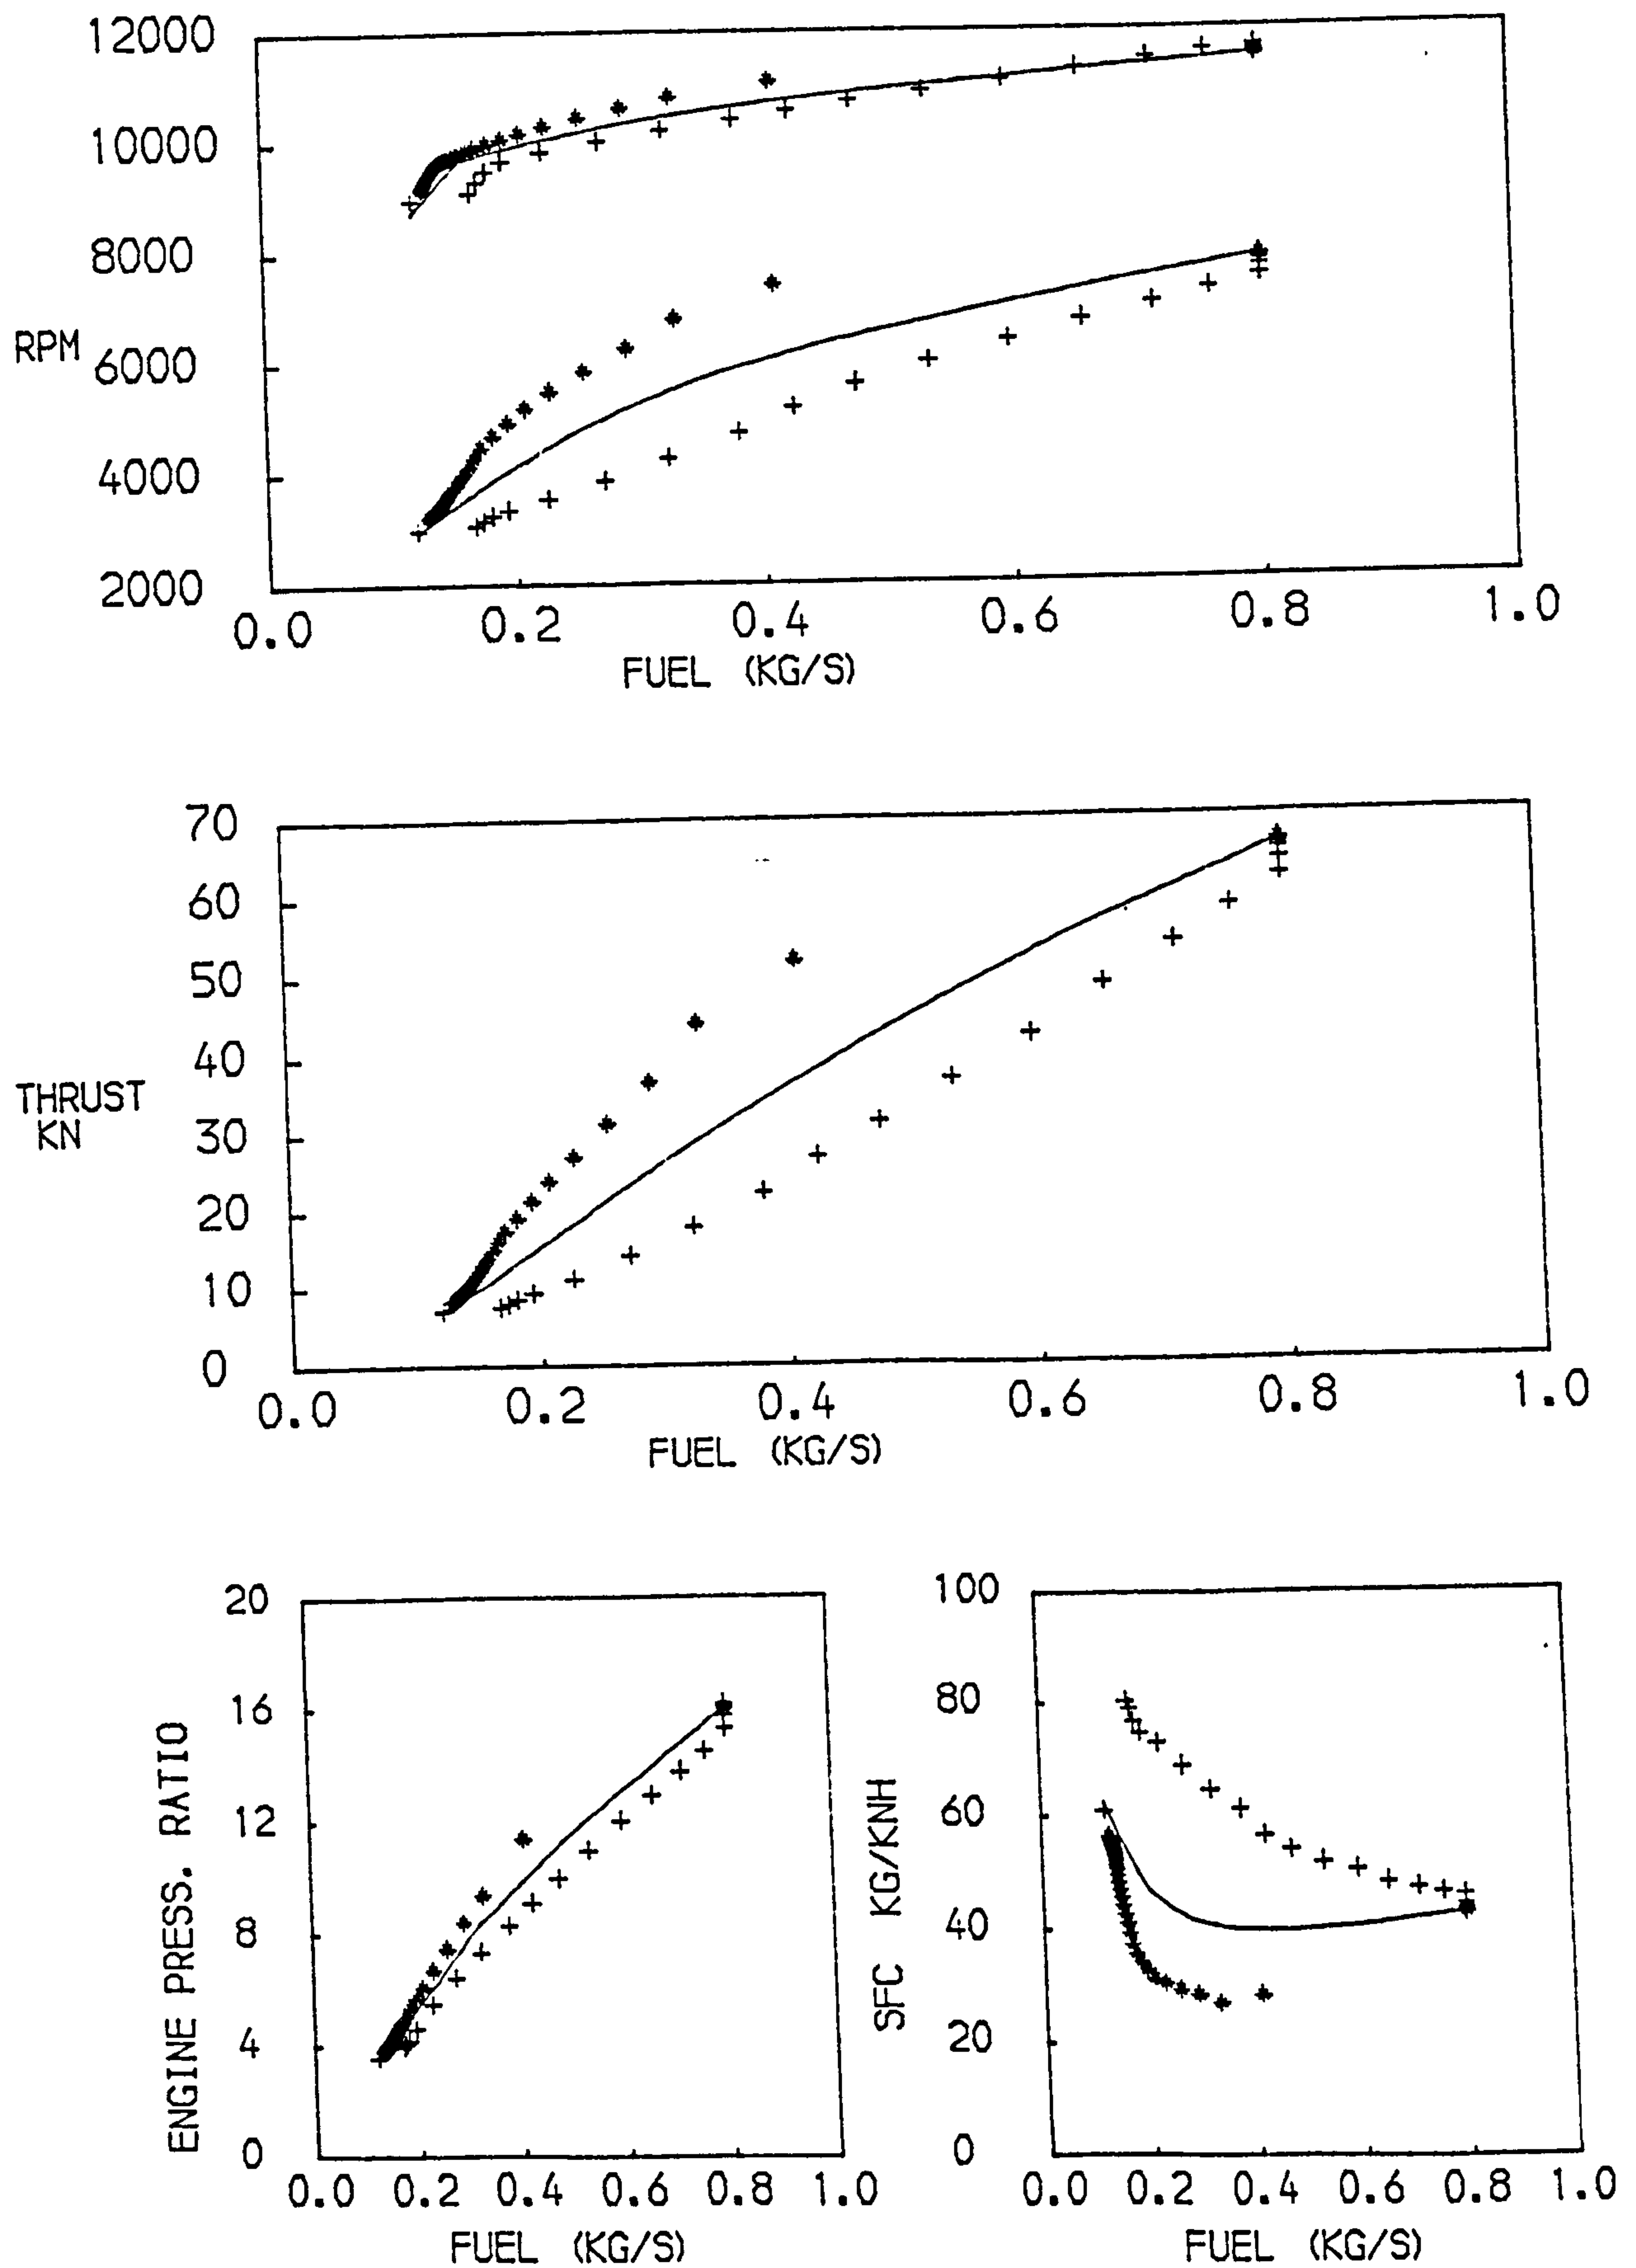 12000
10000
8000
RPM
6000
4000
2000
0.0 0.2 0.4 0.6 0.8 1.0
FUEL (KG/S)
70
60
50
40
THRUST
KN
30
20
10
0
0.0 0.2 0.4 0.6 0.8 1.0
FUEL (KG/S)
ENGINE PRESS. RATIO
20
16
12
8
4
0
0.0 0.2 0.4 0.6 0.8 1.0
FUEL (KG/S)
SFC KG/KNH
100
80
60
40
20
0
0.0 0.2 0.4 0.6 0.8 1.0
FUEL (KG/S)